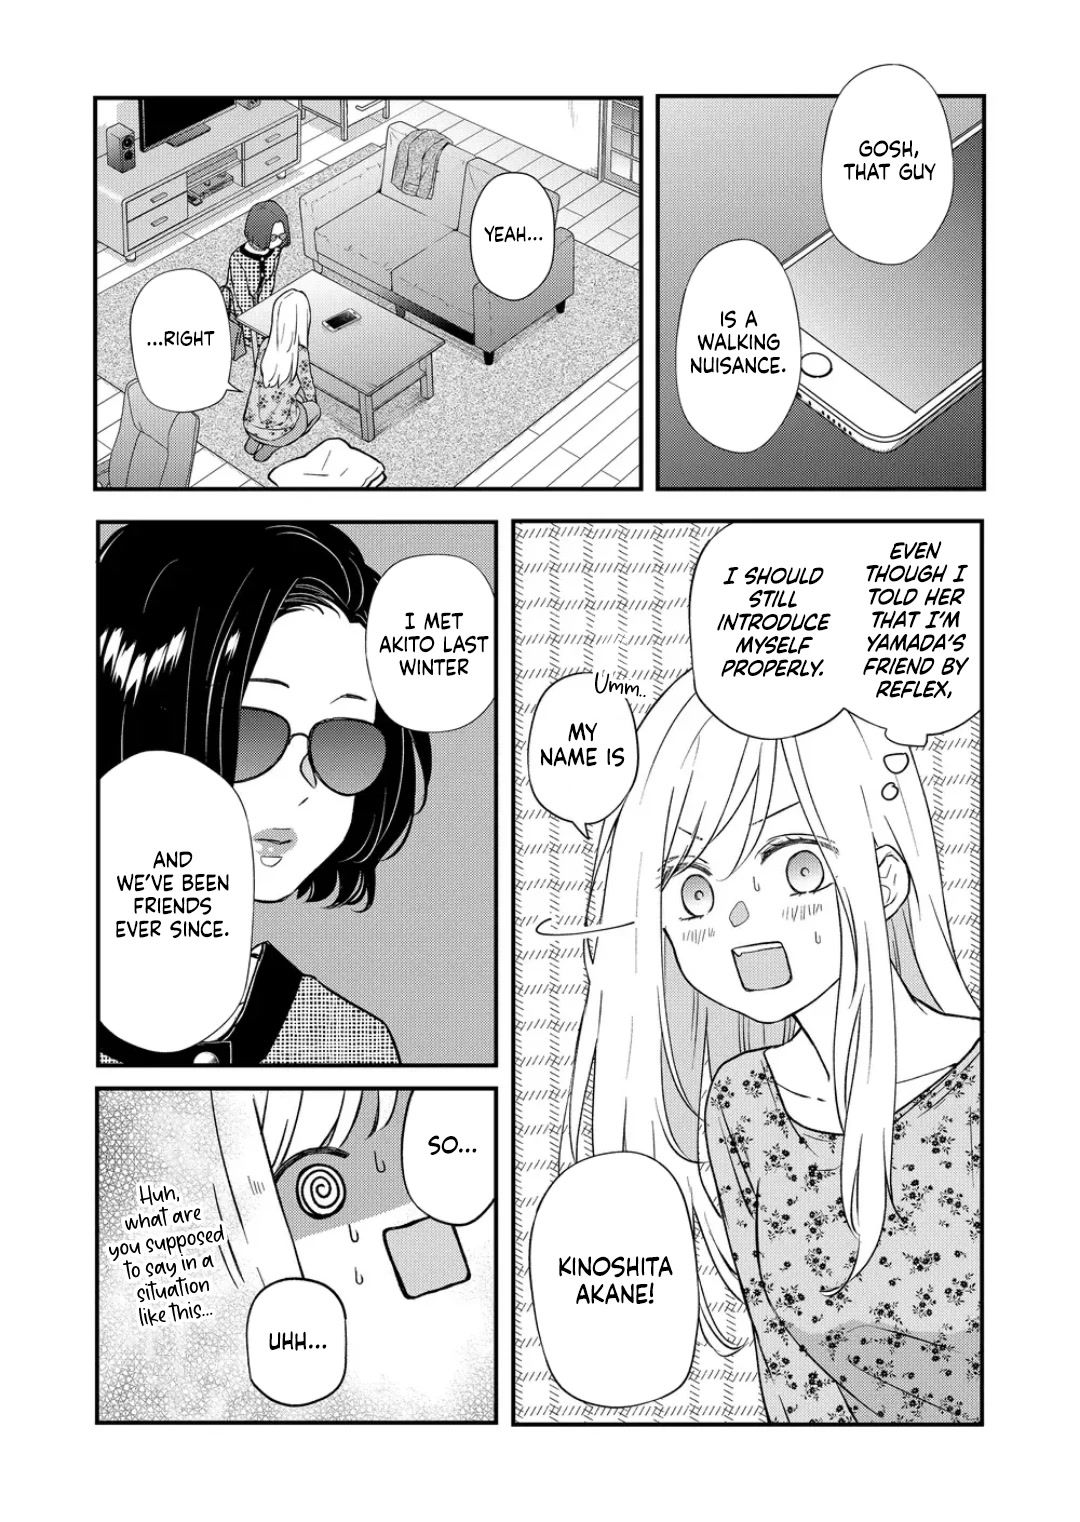 GOSH,
THAT GUY
IS A
WALKING
NUISANCE.
YEAH...
...RIGHT
EVEN
THOUGH I
TOLD HER
THAT I'M
YAMADA'S
FRIEND BY
REFLEX,
I SHOULD
STILL
INTRODUCE
MYSELF
PROPERLY.
Umm..
MY
NAME IS
KINOSHITA
AKANE!
I MET
AKITO LAST
WINTER
AND
WE'VE BEEN
FRIENDS
EVER SINCE.
SO...
UHH...
Huh,
what are
you supposed
to say in a
situation
like this...